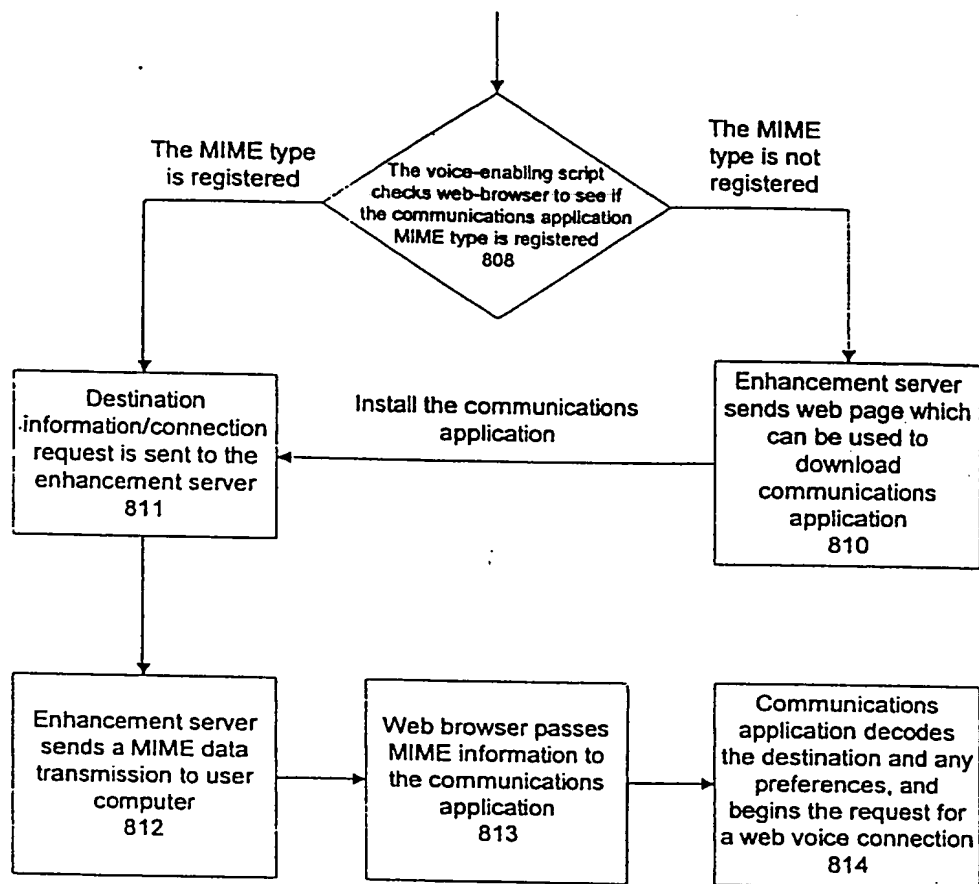 The MIME type
is registered
The voice-enabling script
checks web-browser to see if
the communications application
MIME type is registered
808
The MIME
type is not
registered
Destination
information/connection
request is sent to the
enhancement server
811
Install the communications
application
Enhancement server
sends web page which
can be used to
download
communications
application
810
Enhancement server
sends a MIME data
transmission to user
computer
812
Web browser passes
MIME information to
the communications
application
813
Communications
application decodes
the destination and any
preferences, and
begins the request for
a web voice connection
814